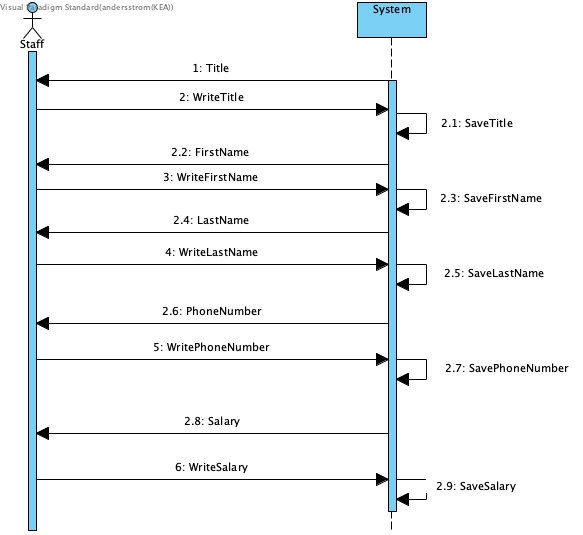 Visual Paradigm Standard(andersstrom(KEA))
Staff
System
1: Title
2: WriteTitle
2.1: SaveTitle
2.2: FirstName
3: WriteFirstName
2.3: SaveFirstName
2.4: LastName
4: WriteLastName
2.5: SaveLastName
2.6: PhoneNumber
5: WritePhoneNumber
2.7: SavePhoneNumber
2.8: Salary
6: WriteSalary
2.9: SaveSalary